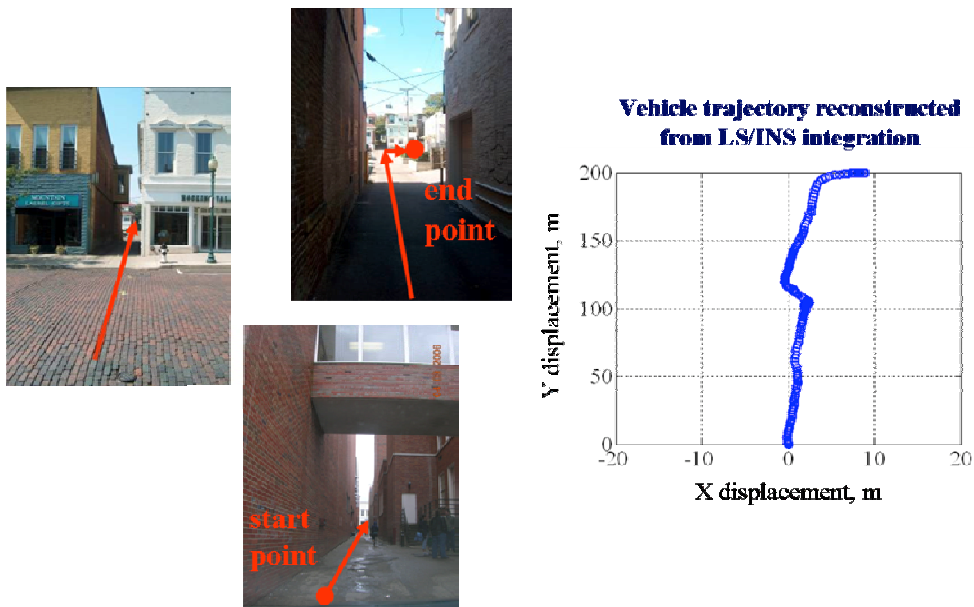 end
point
start
point
Vehicle trajectory reconstructed
from LS/INS integration
Y displacement, m
200
150
100
50
0
-20
-10
0
10
20
X displacement, m